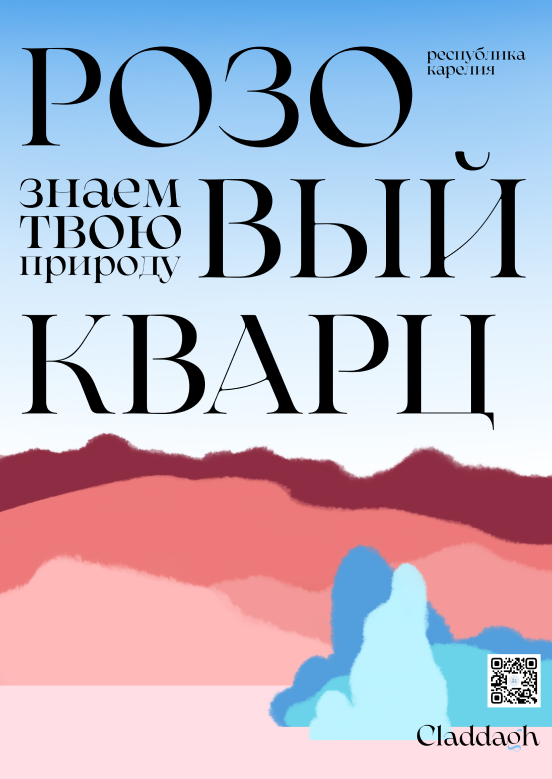 РОЗО
республика
карелия
знаем
твою
природу
ВЫЙ
КВАРЦ
Claddagh